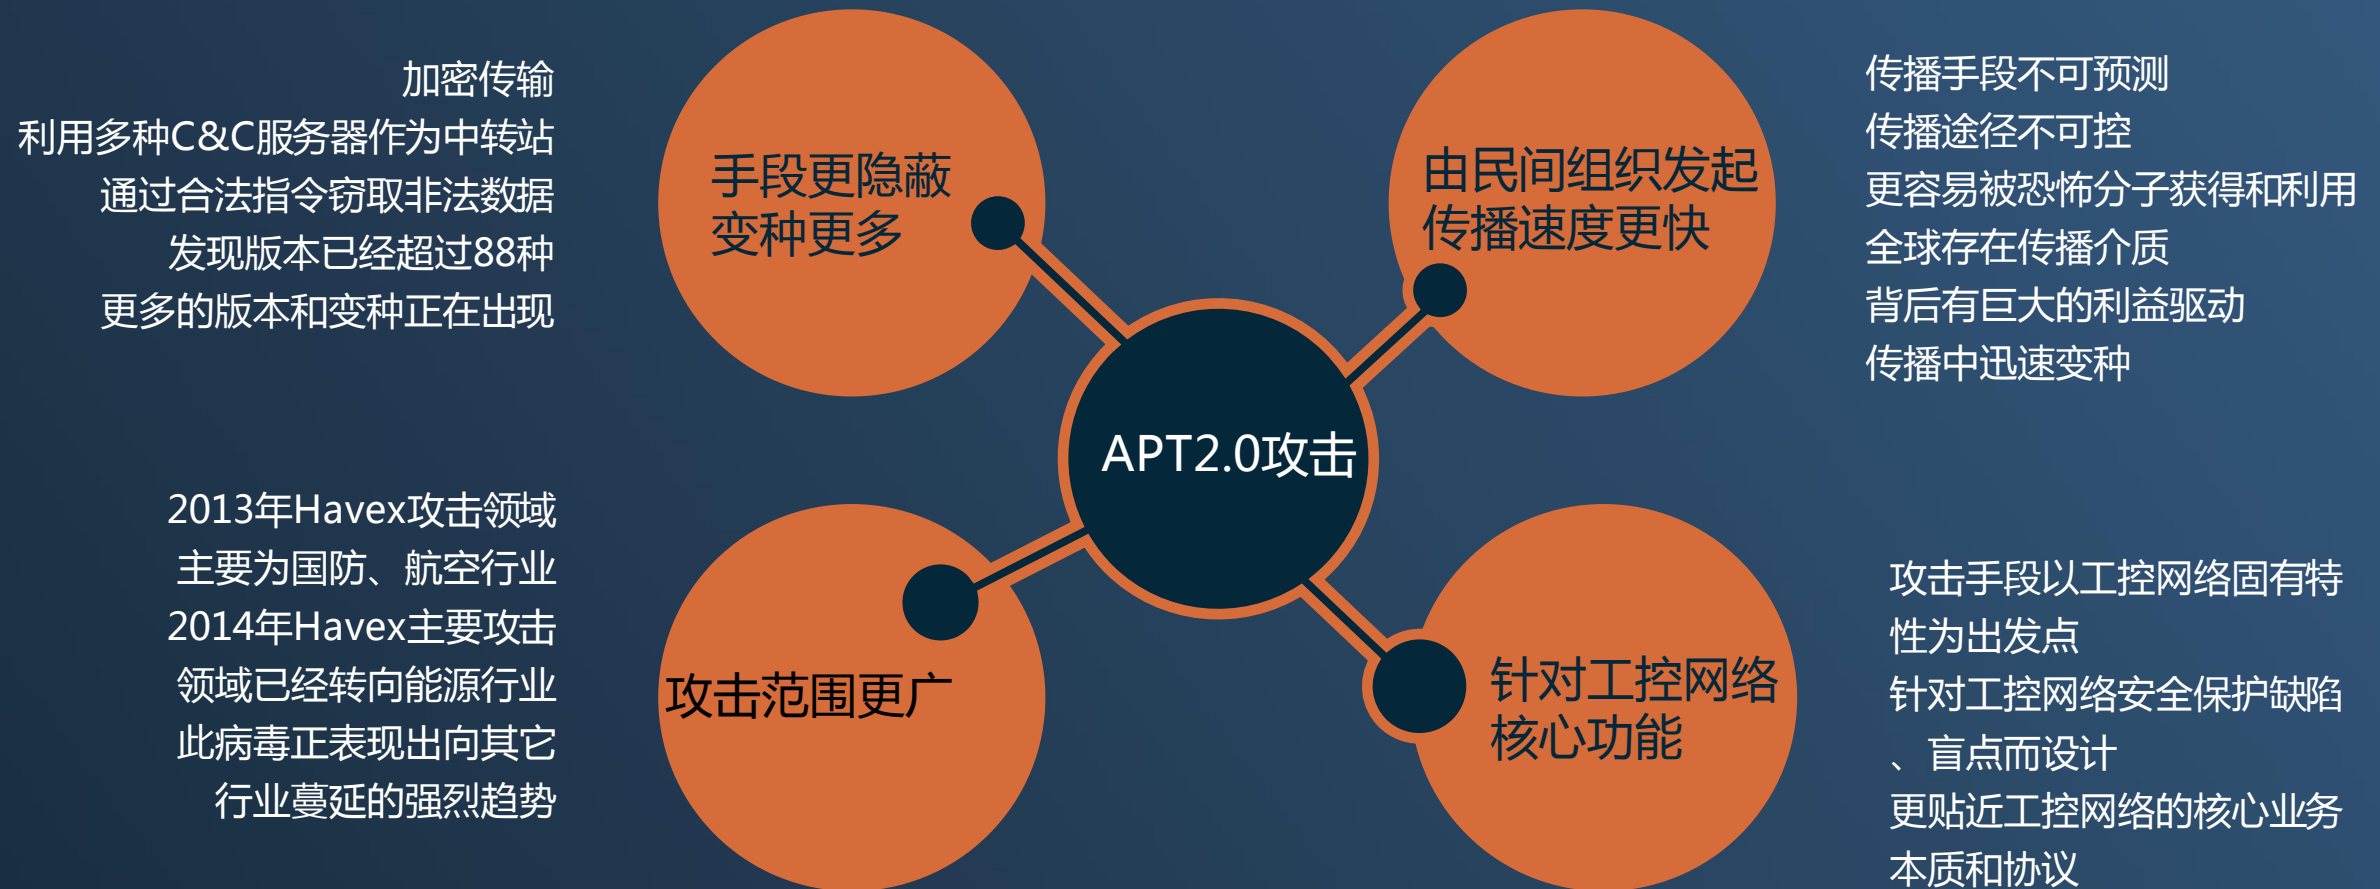 加密传输
利用多种C&C服务器作为中转站
通过合法指令窃取非法数据
发现版本已经超过88种
更多的版本和变种正在出现
手段更隐蔽
变种更多
由民间组织发起
传播速度更快
传播手段不可预测
传播途径不可控
更容易被恐怖分子获得和利用
全球存在传播介质
背后有巨大的利益驱动
传播中迅速变种
APT2.0攻击
2013年Havex攻击领域
主要为国防、航空行业
2014年Havex主要攻击
领域已经转向能源行业
此病毒正表现出向其它
行业蔓延的强烈趋势
攻击范围更广
针对工控网络
核心功能
攻击手段以工控网络固有特
性为出发点
针对工控网络安全保护缺陷
、盲点而设计
更贴近工控网络的核心业务
本质和协议